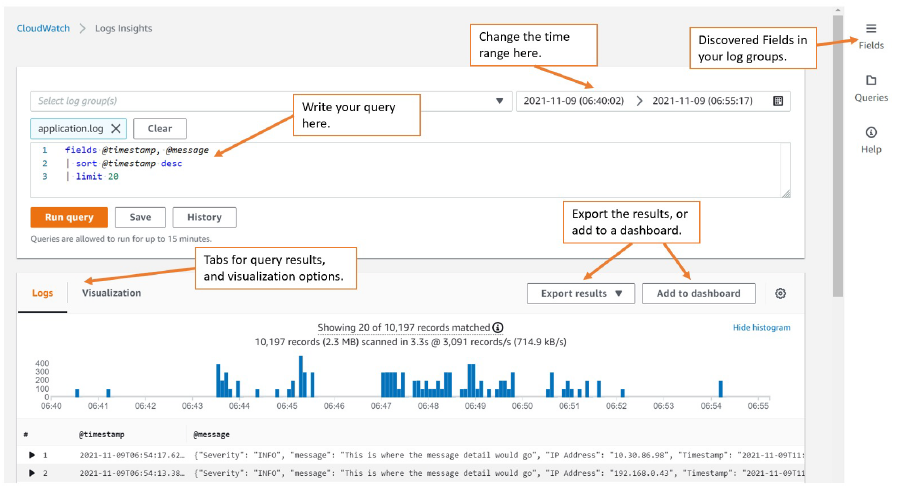 CloudWatch > Logs Insights
Change the time
range here.
Discovered Fields in
your log groups.
Fields
Queries
Help
Select log group(s)
2021-11-09 (06:40:02) > 2021-11-09 (06:55:17)
Write your query
here.
application.log X Clear
1 fields @timestamp, @message
2 | sort @timestamp desc
3 | limit 20
Run query Save History
Queries are allowed to run for up to 15 minutes.
Export the results, or
add to a dashboard.
Tabs for query results,
and visualization options.
Logs Visualization Export results ▼ Add to dashboard
Showing 20 of 10,197 records matched
10,197 records (2.3 MB) scanned in 3.3s @ 3,091 records/s (714.9 kB/s)
Hide histogram
400
300
200
100
0
06:40 06:41 06:42 06:43 06:44 06:45 06:46 06:47 06:48 06:49 06:50 06:51 06:52 06:53 06:54 06:55
# @timestamp @message
1 2021-11-09T06:54:17.62… {"Severity": "INFO", "message": "This is where the message detail would go", "IP Address": "10.30.86.98", "Timestamp": "2021-11-09T11:
2 2021-11-09T06:54:13.38… {"Severity": "INFO", "message": "This is where the message detail would go", "IP Address": "192.168.0.43", "Timestamp": "2021-11-09T11